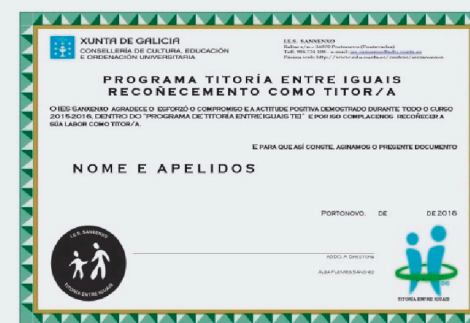 XUNTA DE GALICIA
CONSELLERÍA DE CULTURA, EDUCACIÓN
E ORDENACIÓN UNIVERSITARIA
I.E.S. SANXENXO
PROGRAMA TITORÍA ENTRE IGUAIS
RECOÑECEMENTO COMO TITOR/A
O IES SANXENXO AGRADECE O ESFORZÓ O COMPROMISO E A ACTITUDE POSITIVA DEMOSTRADO DURANTE TODO O CURSO
2015-2016, DENTRO DO "PROGRAMA DE TITORÍA ENTRE IGUAIS TEI" E POR ISO COMPLACENOS RECOÑECER A
SÚA LABOR COMO TITOR/A.
E PARA QUE ASÍ CONSTE, ASINAMOS O PRESENTE DOCUMENTO
NOME E APELIDOS
PORTONOVO, DE DE 2016
I.E.S. SANXENXO
TITORÍA ENTRE IGUAIS
TITORÍA ENTRE IGUAIS